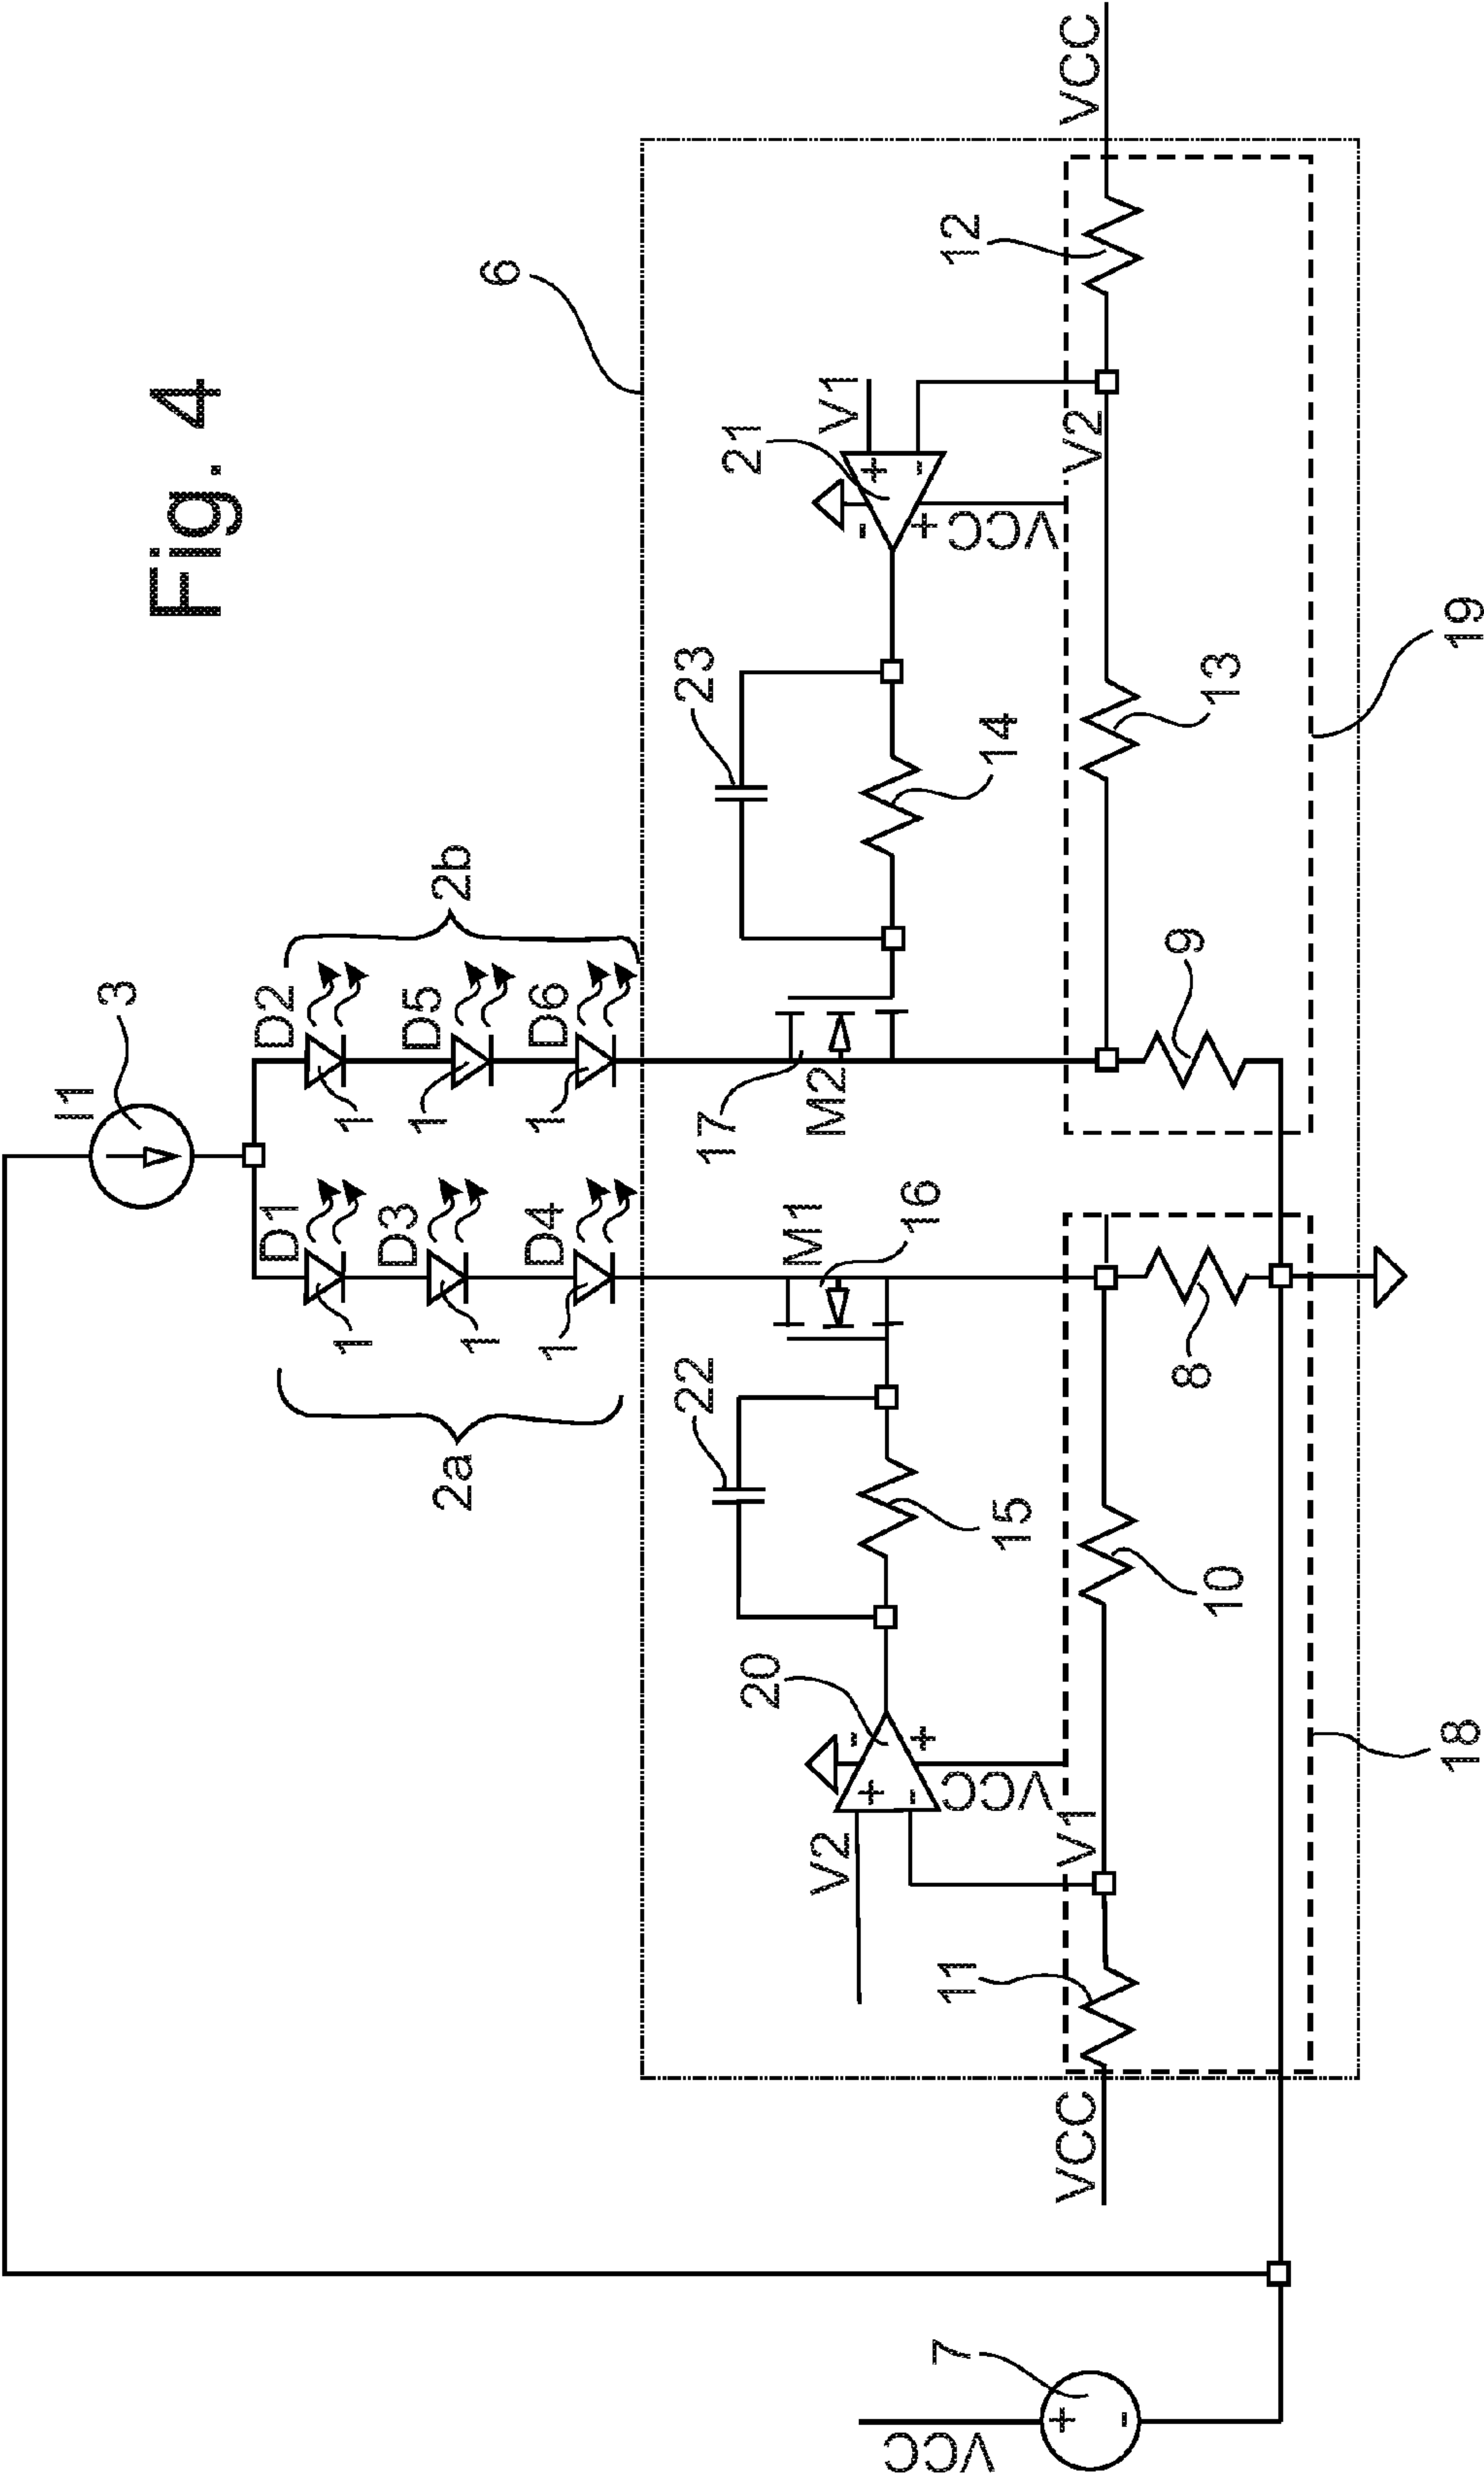 Fig. 4
I1
3
D1
D2
D3
D5
D4
D6
1
1
1
1
1
1
2a
2b
6
M1
16
17
M2
22
23
15
14
20
21
V2
V1
+
-
-
+
+
-
-
+
VCC
VCC
11
V1
10
8
9
13
V2
12
VCC
VCC
18
19
7
VCC
+
-